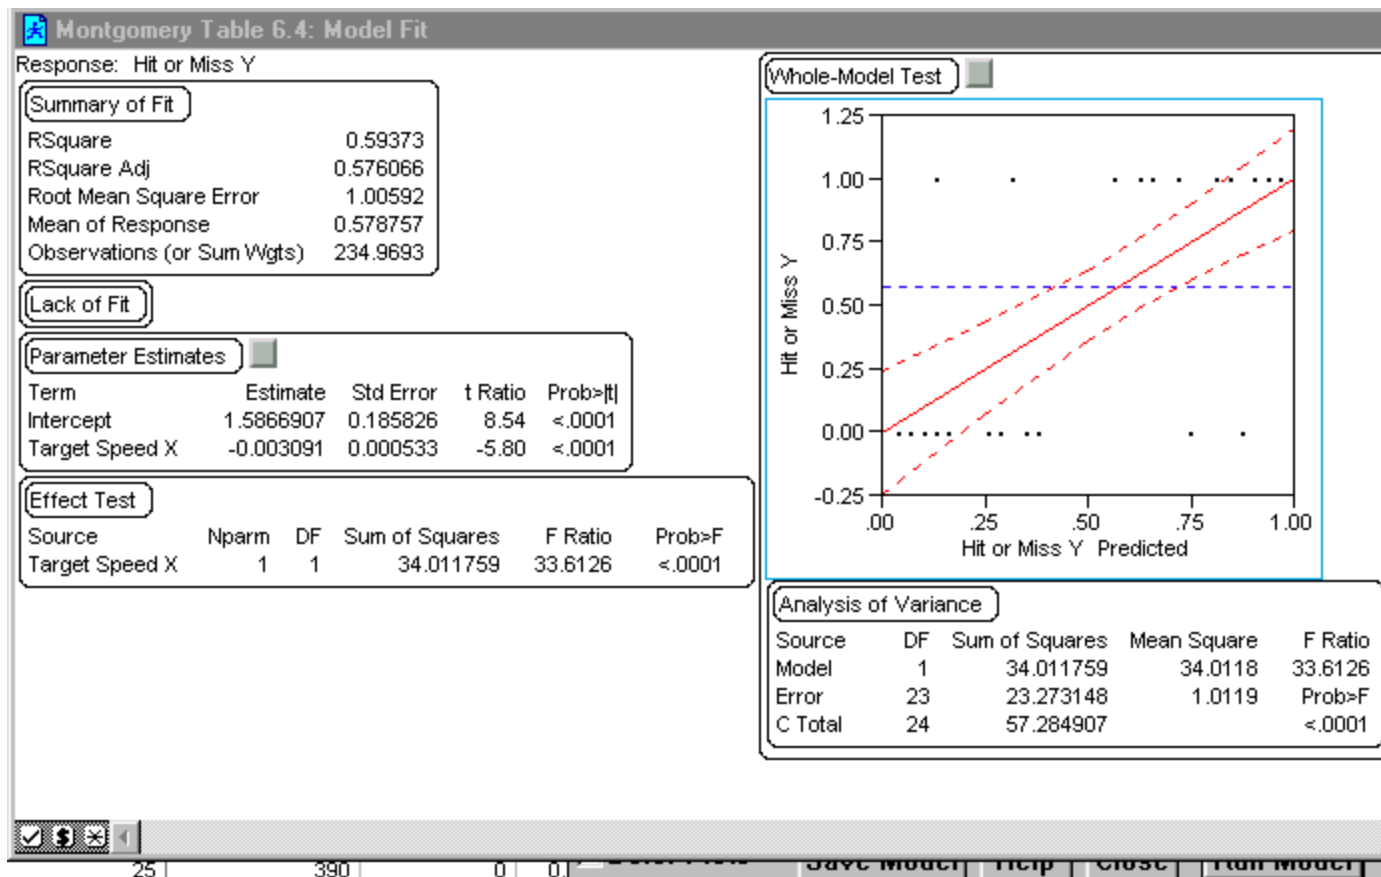 Montgomery Table 6.4: Model Fit
Response: Hit or Miss Y
Summary of Fit
RSquare 0.59373
RSquare Adj 0.576066
Root Mean Square Error 1.00592
Mean of Response 0.578757
Observations (or Sum Wgts) 234.9693
Lack of Fit
Parameter Estimates
Term Estimate Std Error t Ratio Prob>|t|
Intercept 1.5866907 0.185826 8.54 <.0001
Target Speed X -0.003091 0.000533 -5.80 <.0001
Effect Test
Source Nparm DF Sum of Squares F Ratio Prob>F
Target Speed X 1 1 34.011759 33.6126 <.0001
Whole-Model Test
1.25
1.00
0.75
0.50
0.25
0.00
-0.25
Hit or Miss Y
.00 .25 .50 .75 1.00
Hit or Miss Y Predicted
Analysis of Variance
Source DF Sum of Squares Mean Square F Ratio
Model 1 34.011759 34.0118 33.6126
Error 23 23.273148 1.0119 Prob>F
C Total 24 57.284907 <.0001
25 390 0 0. Save Model Help Close Run Model